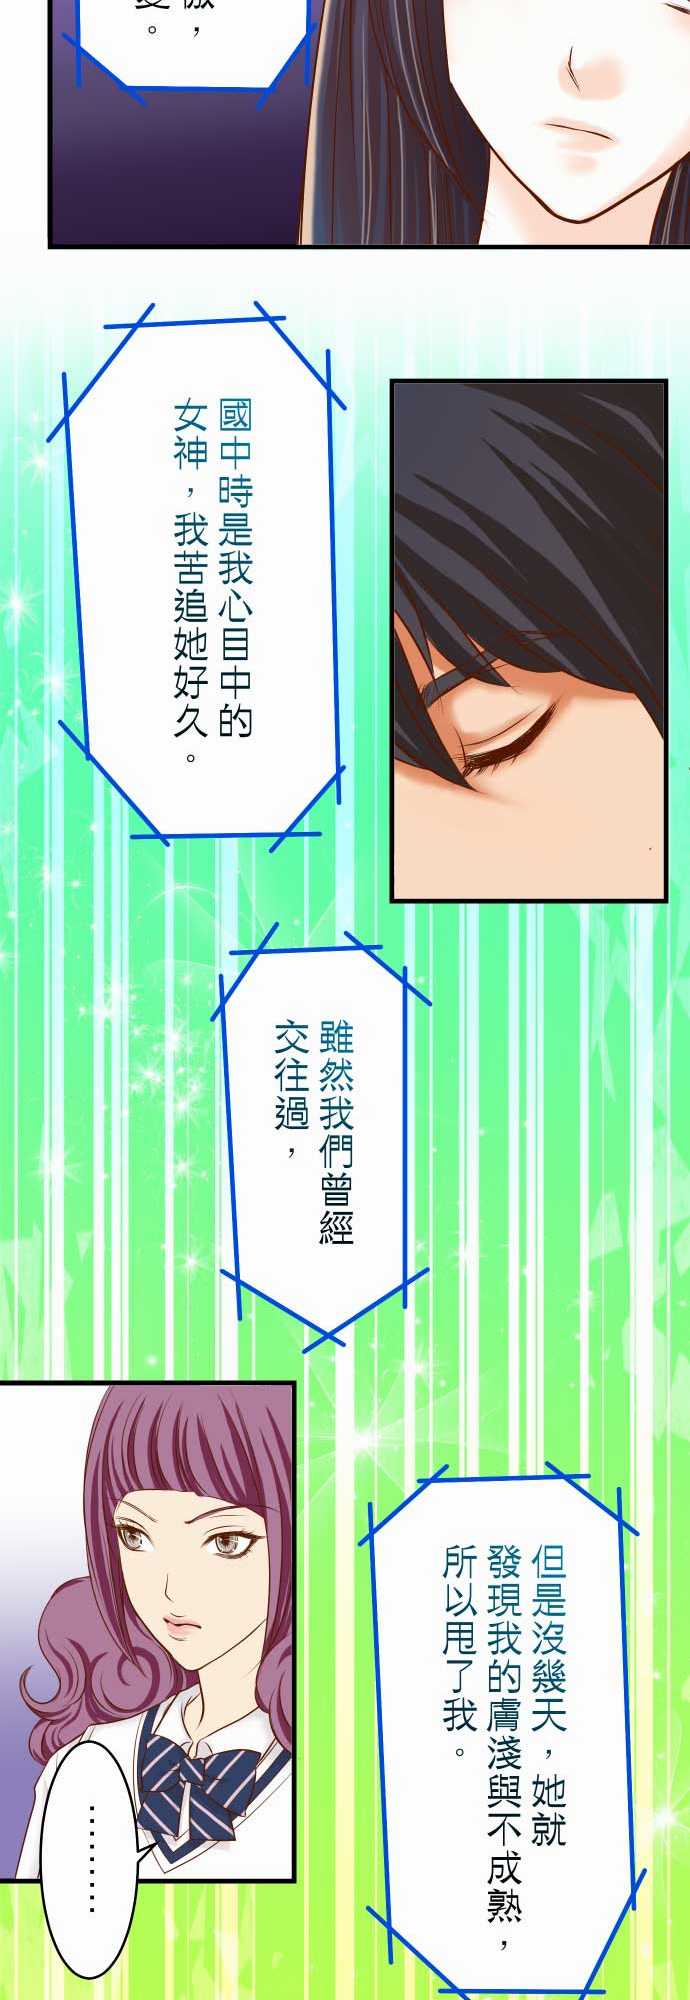 國中時是我心目中的
女神，我苦追她好久。
雖然我們曾經
交往過，
但是沒幾天，她就
發現我的膚淺與不成熟，
所以甩了我。
………